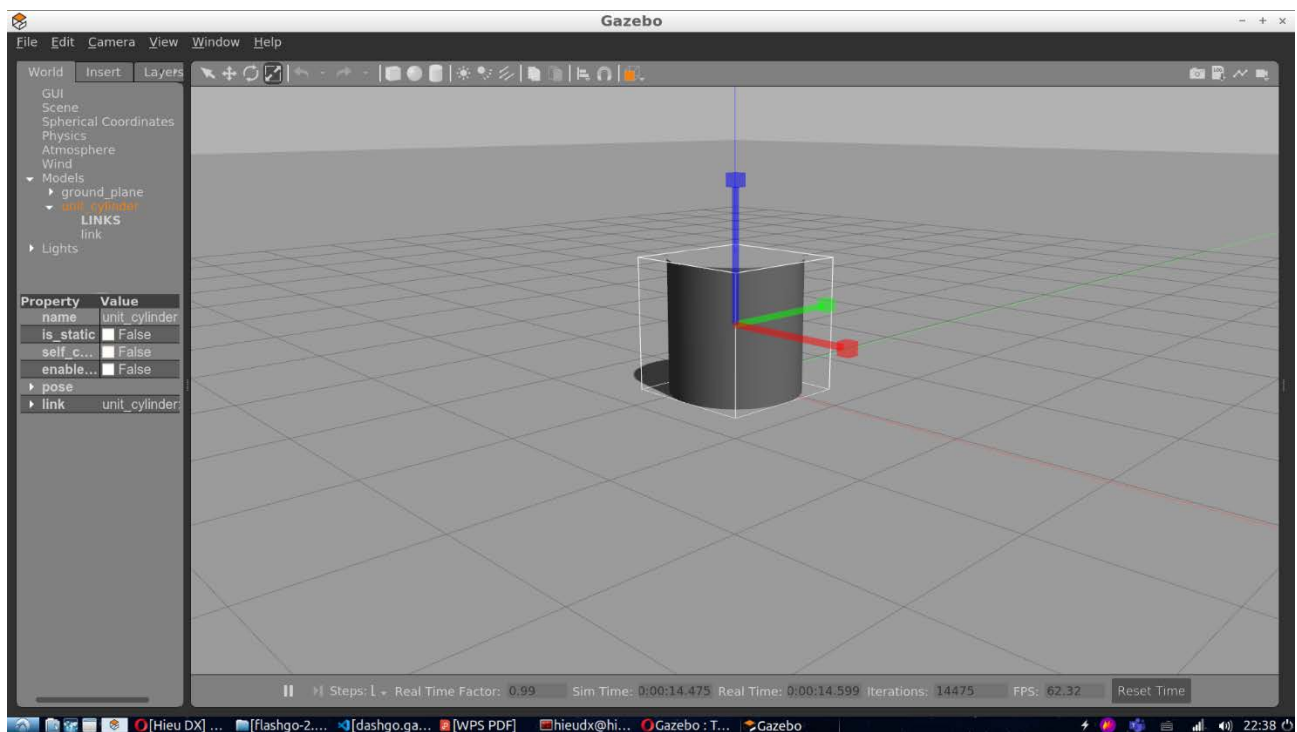 Gazebo
File Edit Camera View Window Help
World Insert Layers
GUI
Scene
Spherical Coordinates
Physics
Atmosphere
Wind
Models
ground_plane
unit_cylinder
LINKS
link
Lights
Property Value
name unit_cylinder
is_static False
self_c... False
enable... False
pose
link unit_cylinder:
Steps: Real Time Factor: 0.99 Sim Time: 0:00:14.475 Real Time: 0:00:14.599 Iterations: 14475 FPS: 62.32 Reset Time
[Hieu DX] ... [flashgo-2.... [dashgo.ga... [WPS PDF] hieudx@hi... Gazebo : T... Gazebo 22:38